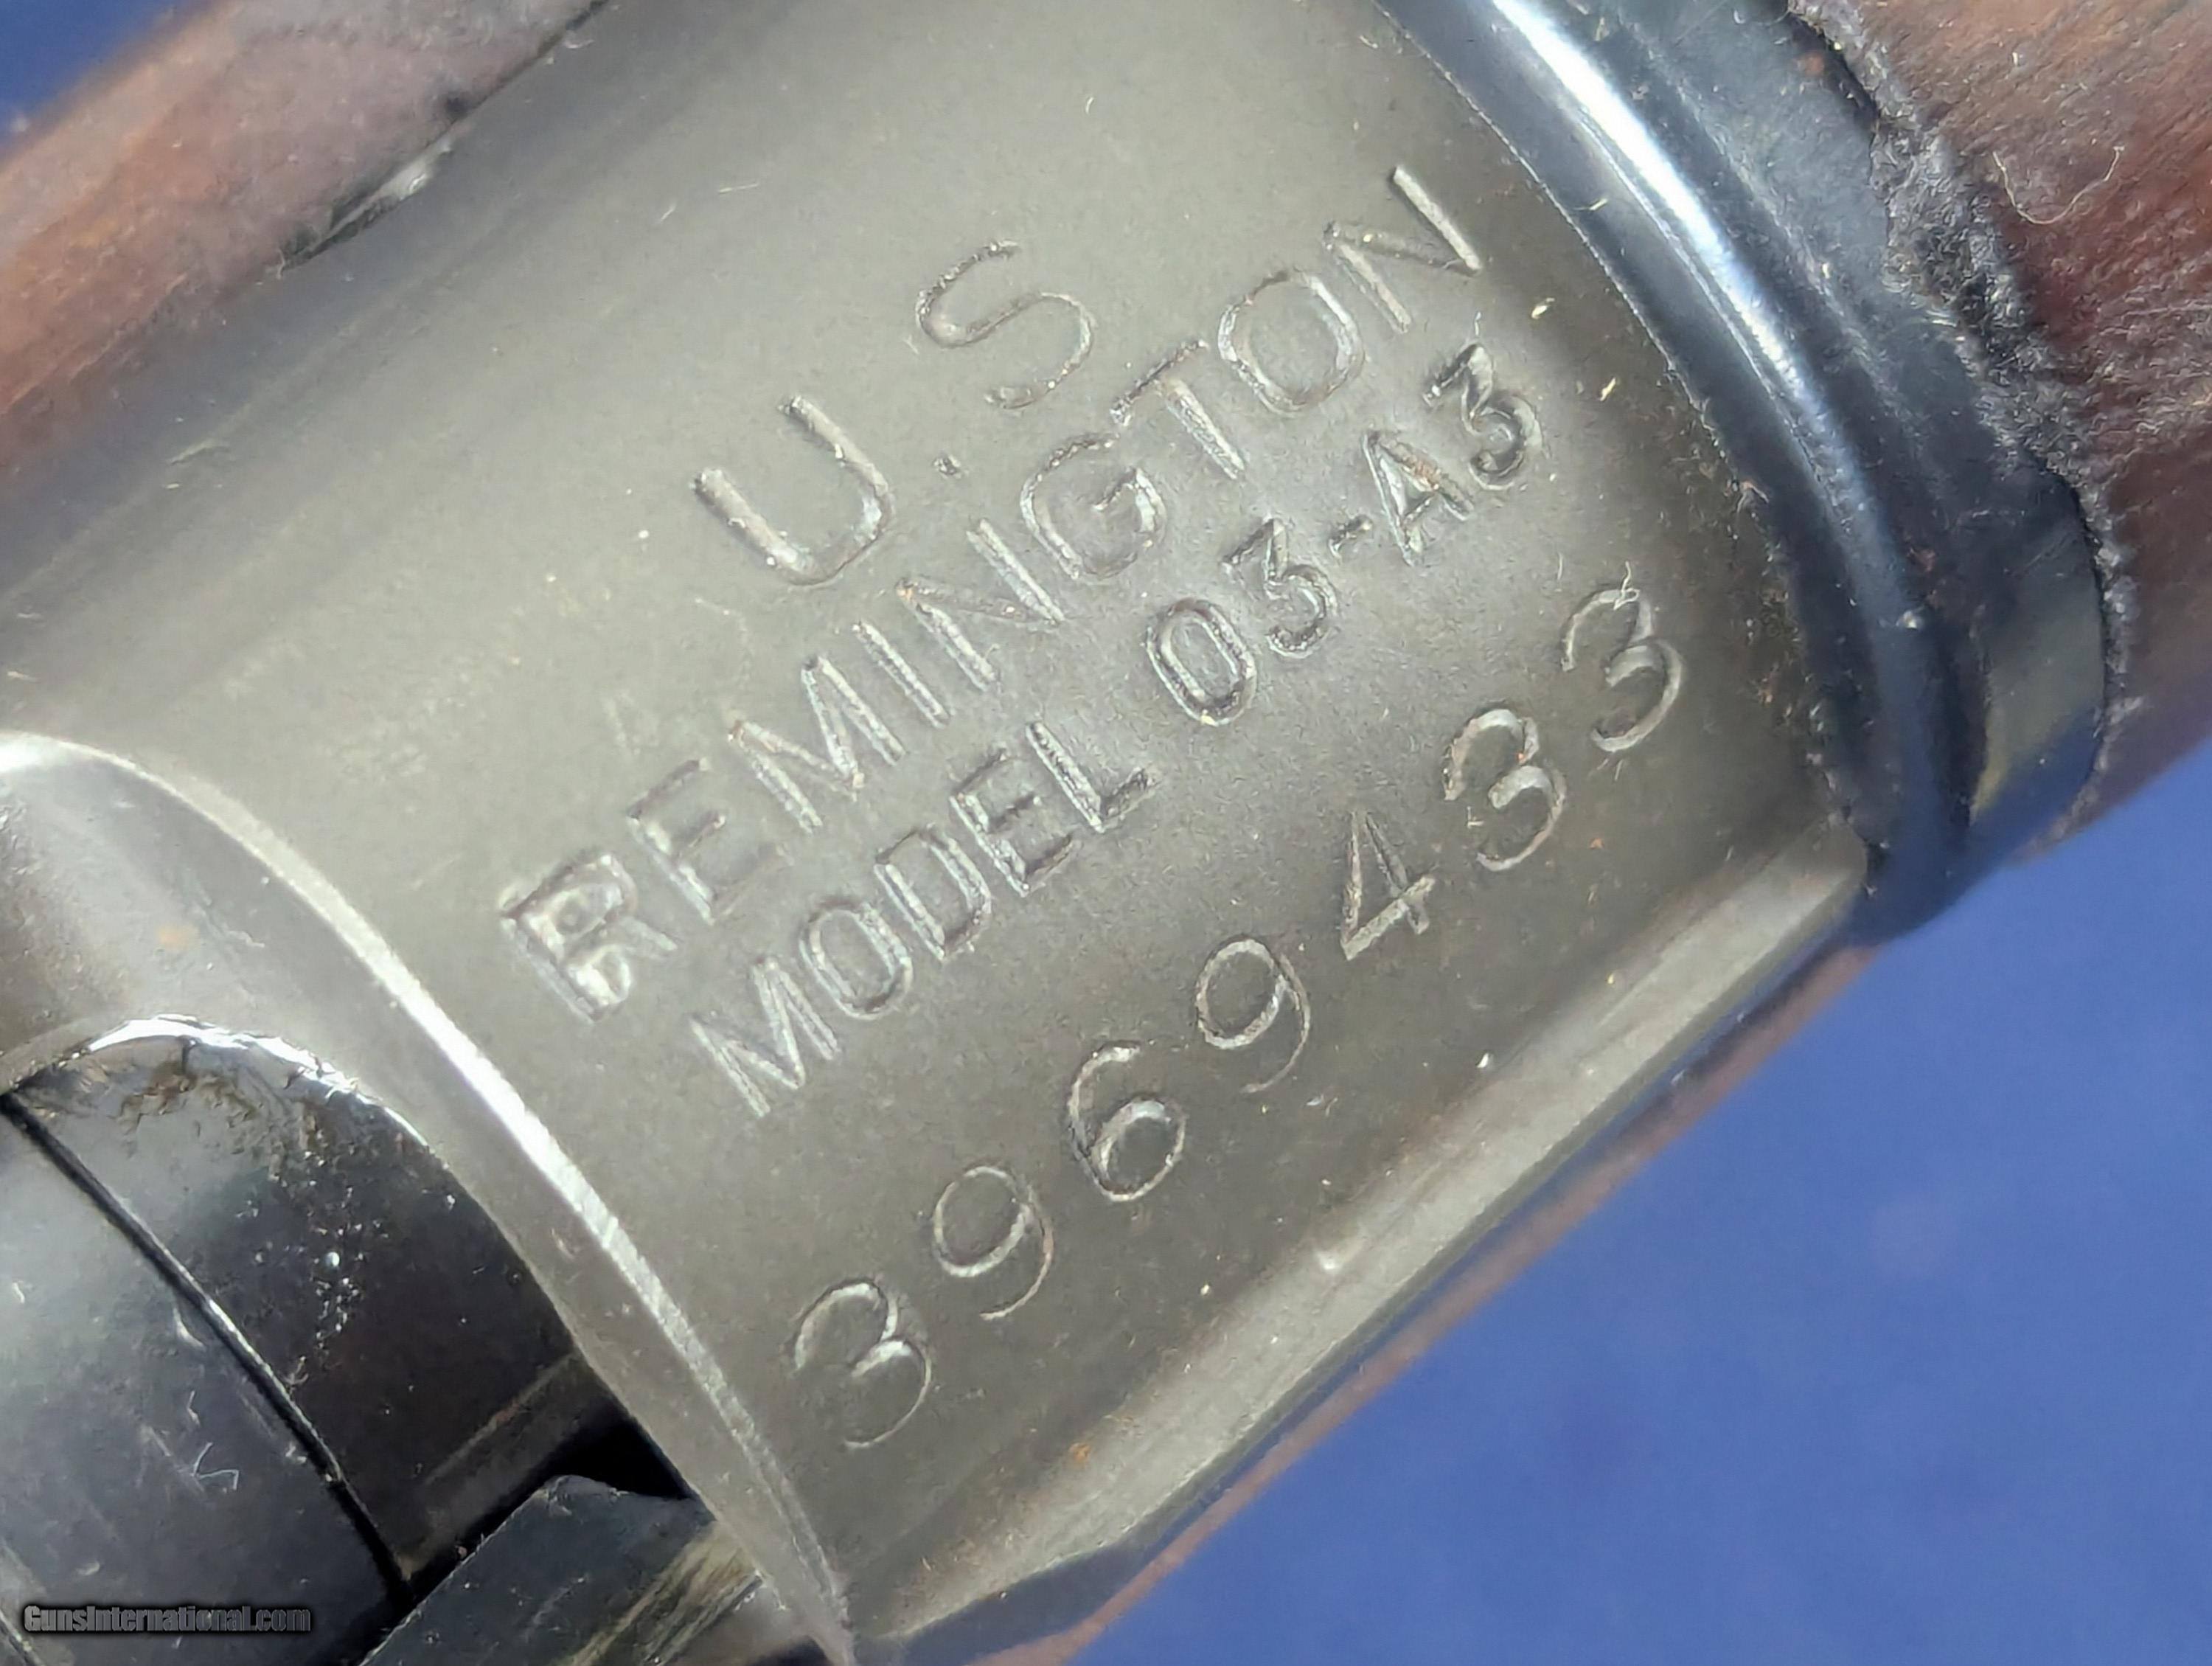 U.S
REMINGTON
MODEL 03-A3
3969433
GunsInternational.com